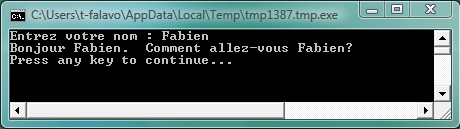 C:\Users\t-falavo\AppData\Local\Temp\tmp1387.tmp.exe
Entrez votre nom : Fabien
Bonjour Fabien.  Comment allez-vous Fabien?
Press any key to continue...